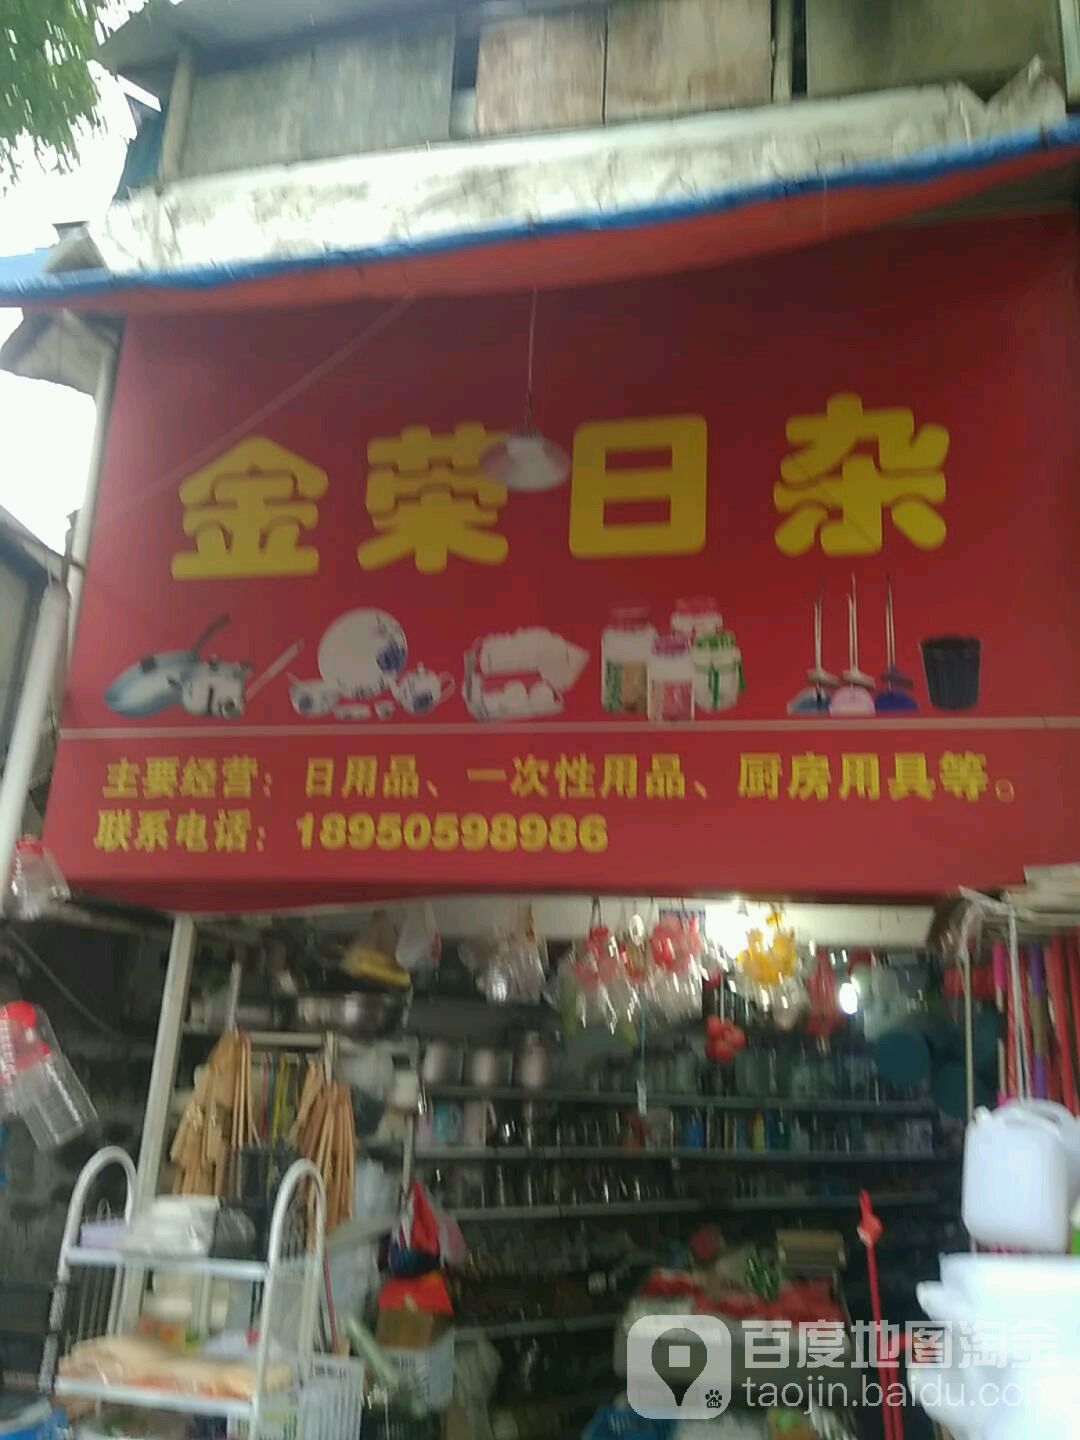 金荣日杂
主要经营：日用品、一次性用品、厨房用具等。
联系电话：18950598986
百度地图淘金
taojin.baidu.com
du